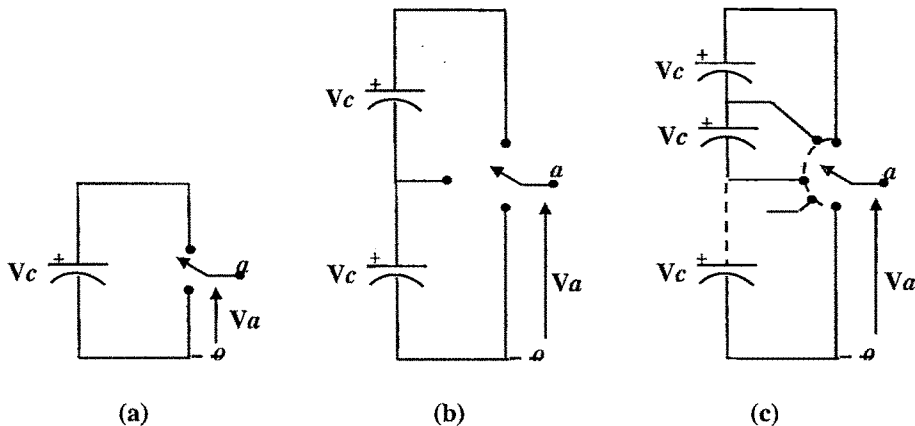 Vc + a Va o
(a)
Vc + Vc + a Va o
(b)
Vc + Vc + Vc + a Va o
(c)